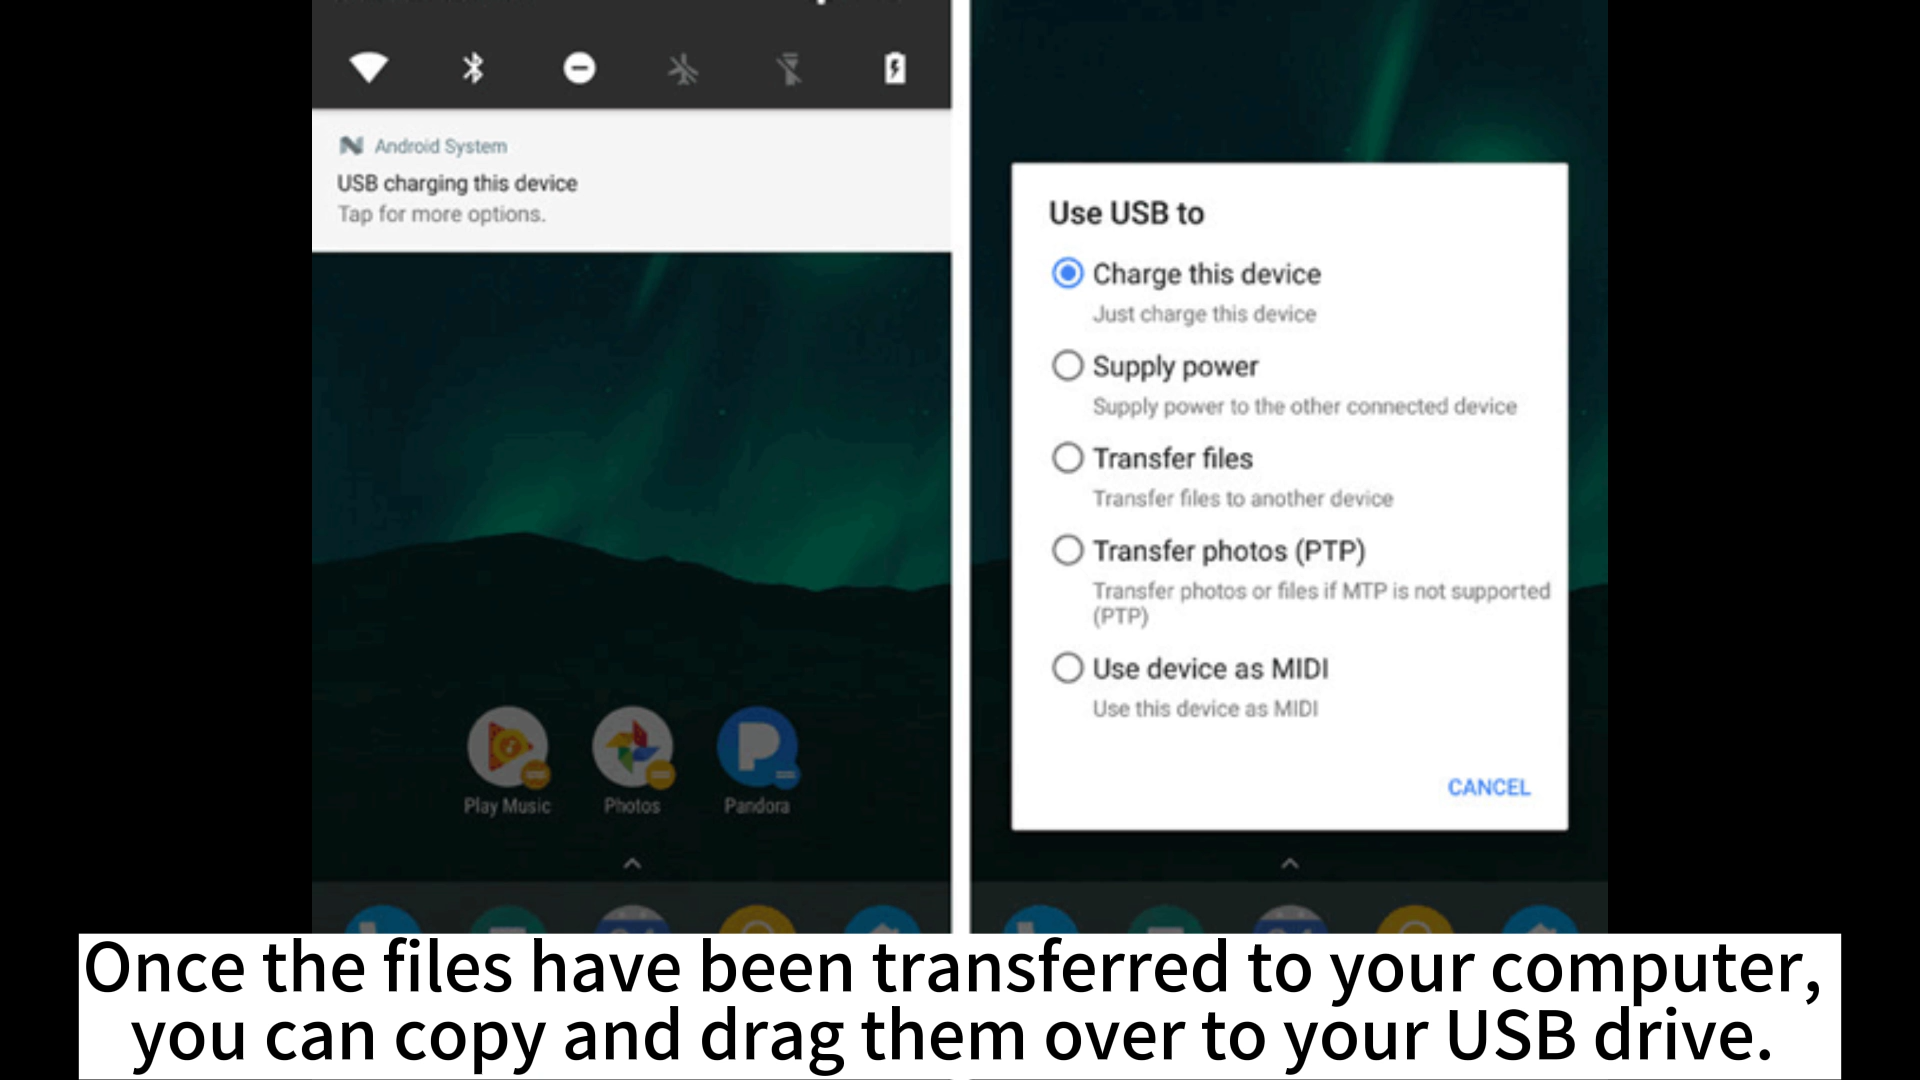 Android System
USB charging this device
Tap for more options.
Play Music
Photos
Pandora
Use USB to
Charge this device
Just charge this device
Supply power
Supply power to the other connected device
Transfer files
Transfer files to another device
Transfer photos (PTP)
Transfer photos or files if MTP is not supported
(PTP)
Use device as MIDI
Use this device as MIDI
CANCEL
Once the files have been transferred to your computer,
you can copy and drag them over to your USB drive.